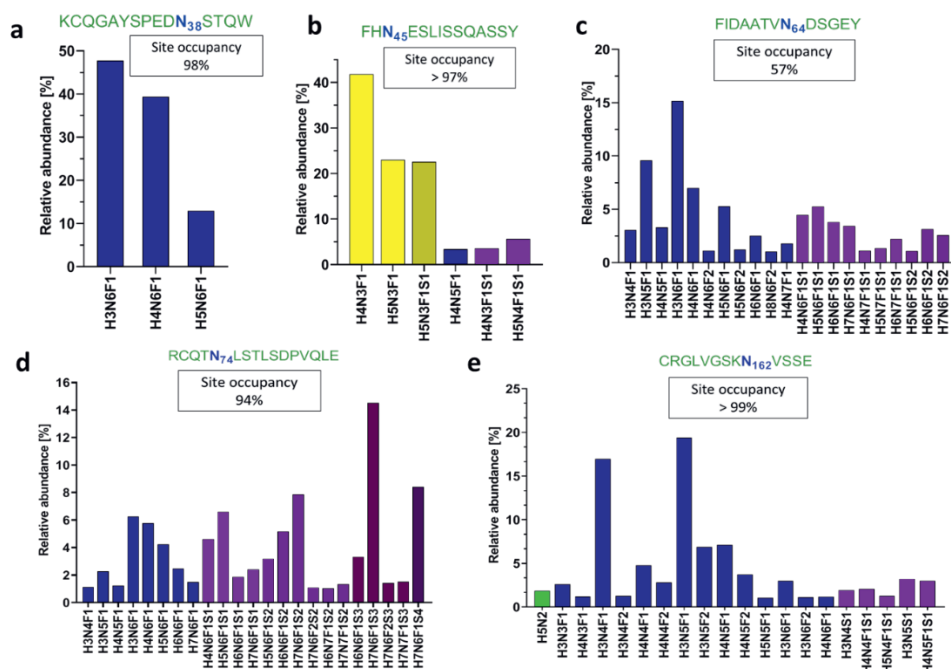 a
KCQGAYSPEDN38STQW
Site occupancy
98%
Relative abundance [%]
50
40
30
20
10
0
H3N6F1
H4N6F1
H5N6F1
b
FHN45ESLISSQASSY
Site occupancy
> 97%
Relative abundance [%]
40
20
0
H4N3F1
H5N3F1
H5N3F1S1
H4N5F1
H4N3F1S1
H5N4F1S1
c
FIDAATVN64DSGEY
Site occupancy
57%
Relative abundance [%]
20
15
10
5
0
H3N4F1
H3N5F1
H4N5F1
H3N6F1
H4N6F1
H4N6F2
H5N6F1
H5N6F2
H6N6F1
H8N6F2
H4N7F1
H4N6F1S1
H5N6F1S1
H6N6F1S1
H7N6F1S1
H4N7F1S1
H5N7F1S1
H6N7F1S1
H5N6F1S2
H6N6F1S2
H7N6F1S2
d
RCQTN74LSTLSDPVQLE
Site occupancy
94%
Relative abundance [%]
16
14
12
10
8
6
4
2
0
H3N4F1
H3N5F1
H4N5F1
H3N6F1
H4N6F1
H5N6F1
H6N6F1
H7N6F1
H4N6F1S1
H5N6F1S1
H6N6F1S1
H7N6F1S1
H5N6F1S2
H6N6F1S2
H7N6F1S2
H7N6F2S2
H6N7F1S2
H7N7F1S2
H6N6F1S3
H7N6F1S3
H7N6F2S3
H7N7F1S3
H7N6F1S4
e
CRGLVGSKN162VSSE
Site occupancy
> 99%
Relative abundance [%]
25
20
15
10
5
0
H5N2
H3N3F1
H4N3F1
H3N4F1
H3N4F2
H4N4F1
H4N4F2
H3N5F1
H3N5F2
H4N5F1
H4N5F2
H5N5F1
H3N6F1
H3N6F2
H4N6F1
H3N4S1
H4N4F1S1
H5N4F1S1
H3N5S1
H4N5F1S1